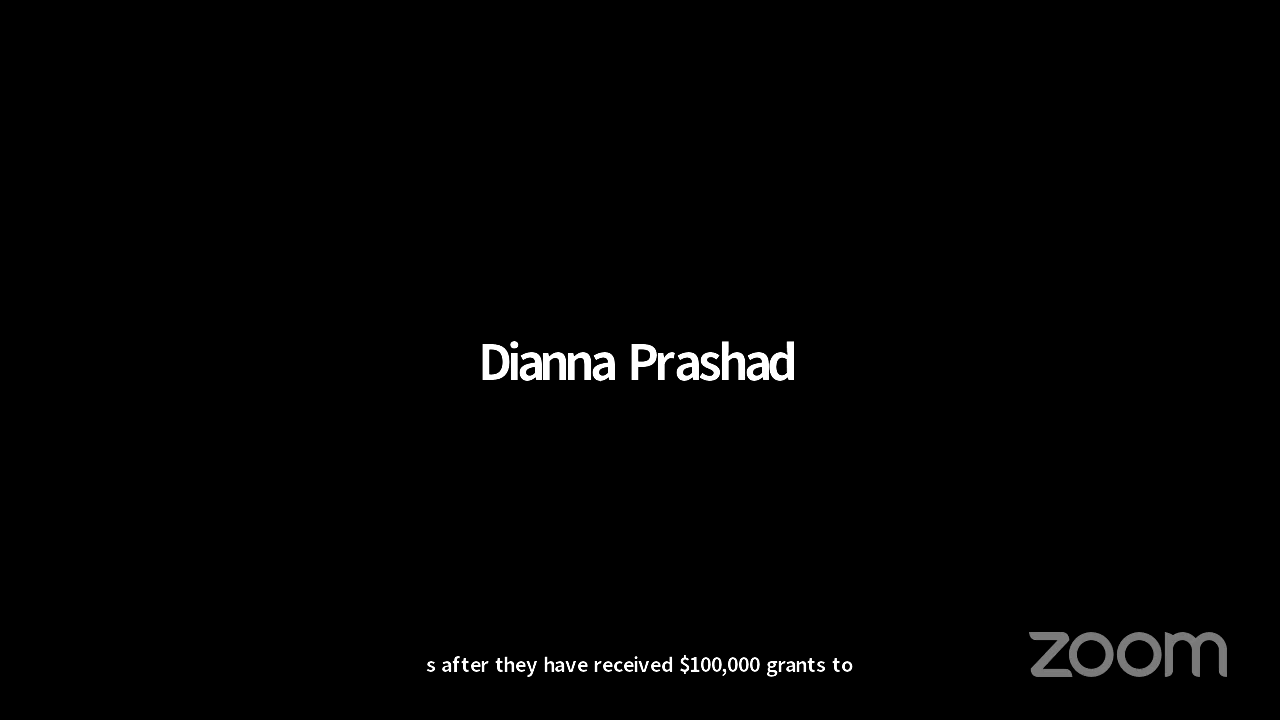 Dianna Prashad
s after they have received $100,000 grants to
zoom